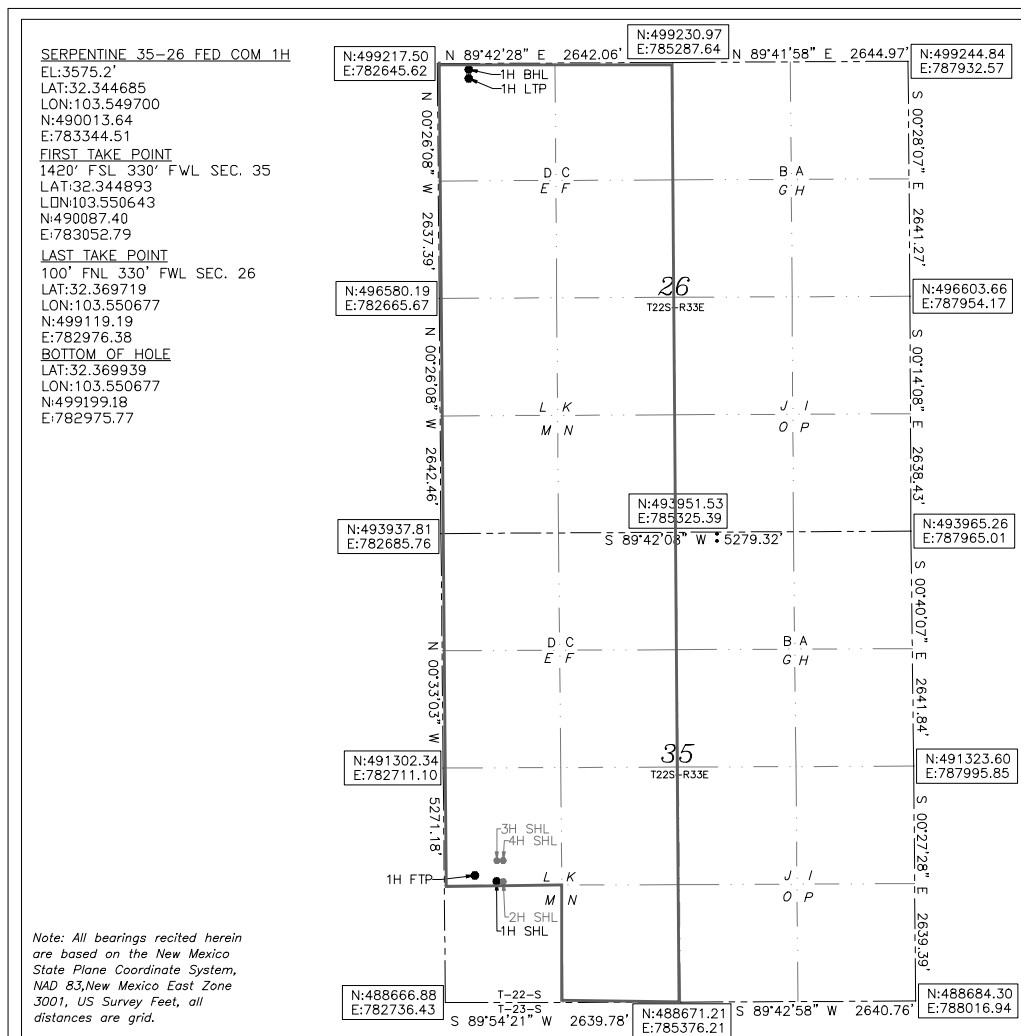 SERPENTINE 35-26 FED COM 1H
EL:3575.2'
LAT:32.344685
LON:103.549700
N:490013.64
E:783344.51
FIRST TAKE POINT
1420' FSL 330' FWL SEC. 35
LAT:32.344893
LON:103.550643
N:490087.40
E:783052.79
LAST TAKE POINT
100' FNL 330' FWL SEC. 26
LAT:32.369719
LON:103.550677
N:499119.19
E:782976.38
BOTTOM OF HOLE
LAT:32.369939
LON:103.550677
N:499199.18
E:782975.77
N:499217.50
E:782645.62
N 89°42'28" E 2642.06'
N:499230.97
E:785287.64
N 89°41'58" E 2644.97'
N:499244.84
E:787932.57
1H BHL
1H LTP
N 00°26'08" W 2637.39'
S 00°28'07" E 2641.27'
D C
E F
B A
G H
N:496580.19
E:782665.67
26
T22S-R33E
N:496603.66
E:787954.17
N 00°26'08" W 2642.46'
S 00°14'08" E 2638.43'
L K
M N
J I
O P
N:493937.81
E:782685.76
N:493951.53
E:785325.39
S 89°42'08" W 5279.32'
N:493965.26
E:787965.01
N 00°33'03" W 5271.18'
S 00°40'07" E 2641.84'
D C
E F
B A
G H
N:491302.34
E:782711.10
35
T22S-R33E
N:491323.60
E:787995.85
S 00°27'28" E 2639.39'
3H SHL
4H SHL
1H FTP
L K
M N
J I
O P
2H SHL
1H SHL
Note: All bearings recited herein
are based on the New Mexico
State Plane Coordinate System,
NAD 83,New Mexico East Zone
3001, US Survey Feet, all
distances are grid.
N:488666.88
E:782736.43
T-22-S
T-23-S
S 89°54'21" W 2639.78'
N:488671.21
E:785376.21
S 89°42'58" W 2640.76'
N:488684.30
E:788016.94